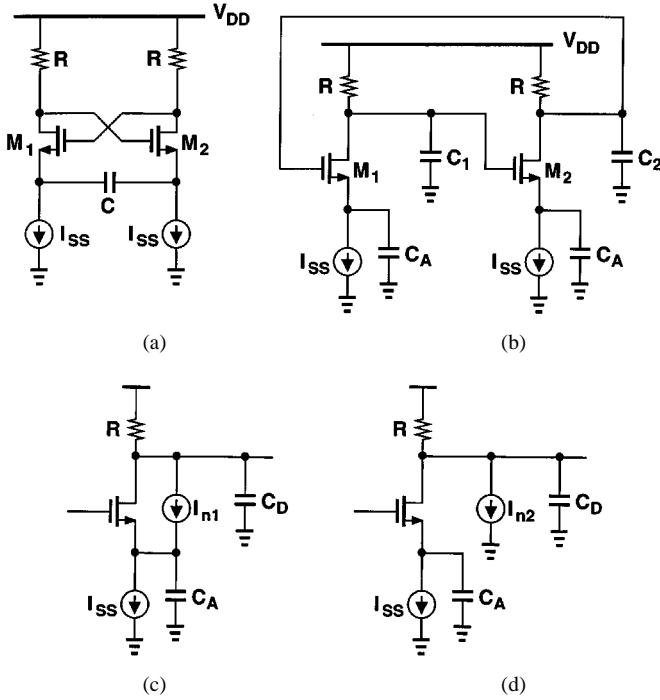 V_DD
R R
M_1 M_2
C
I_SS I_SS
(a)
V_DD
R R
M_1 C_1 M_2 C_2
I_SS C_A I_SS C_A
(b)
R
I_n1 C_D
I_SS C_A
(c)
R
I_n2 C_D
I_SS C_A
(d)